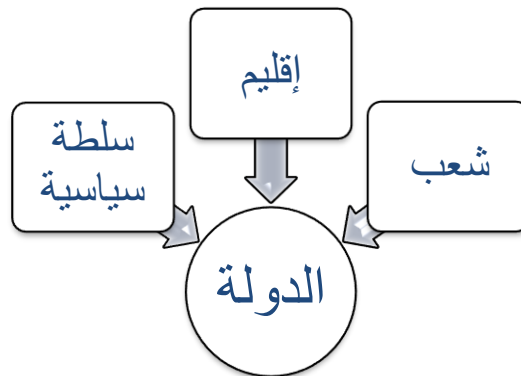 إقليم
شعب
سلطة
سياسية
الدولة